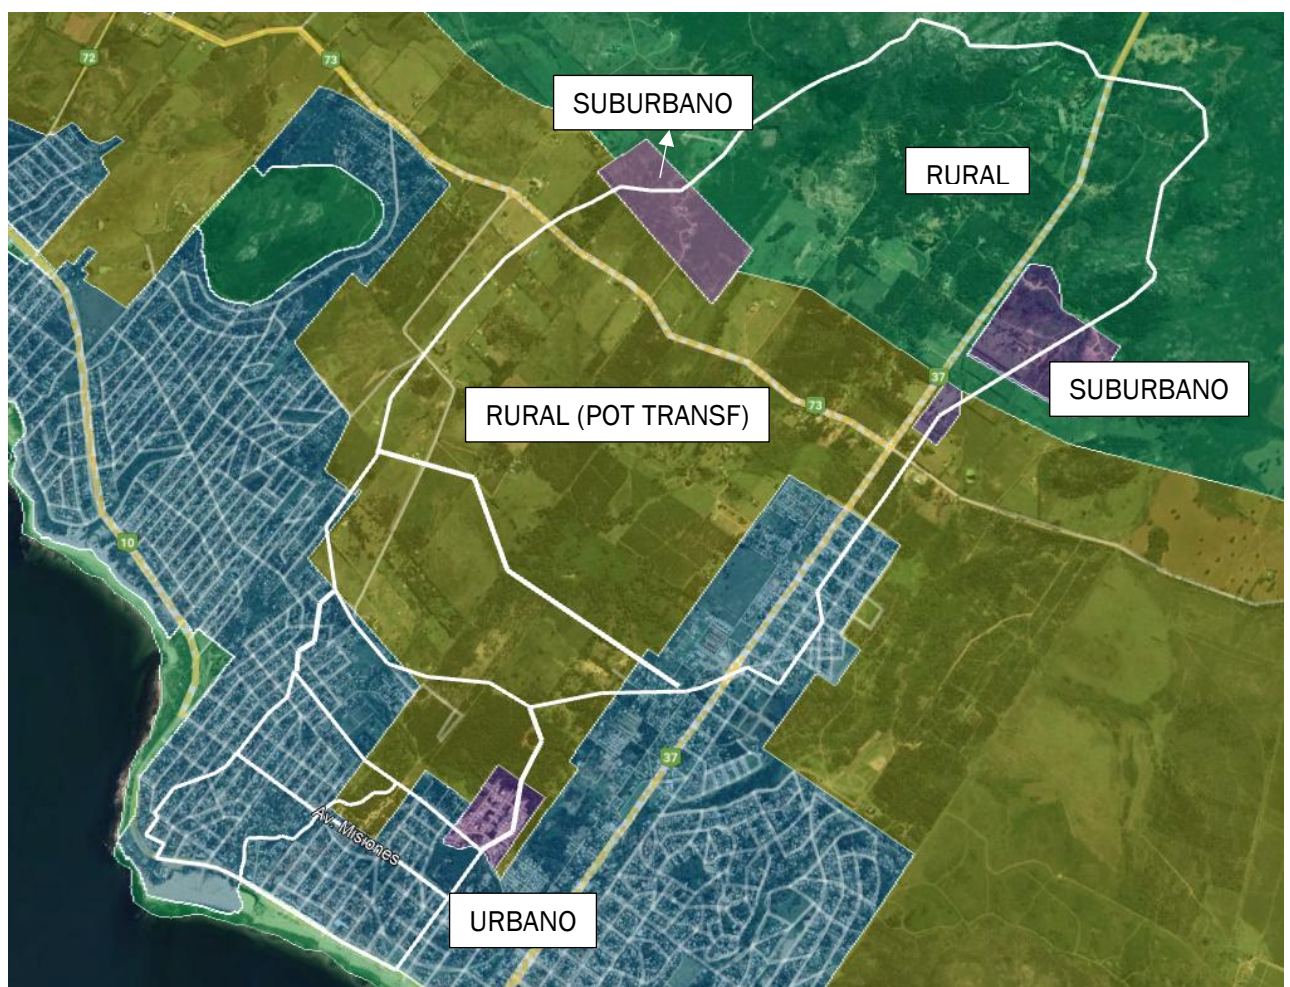 72
73
SUBURBANO
RURAL
37
SUBURBANO
RURAL (POT TRANSF)
73
10
37
Av. Misiones
URBANO